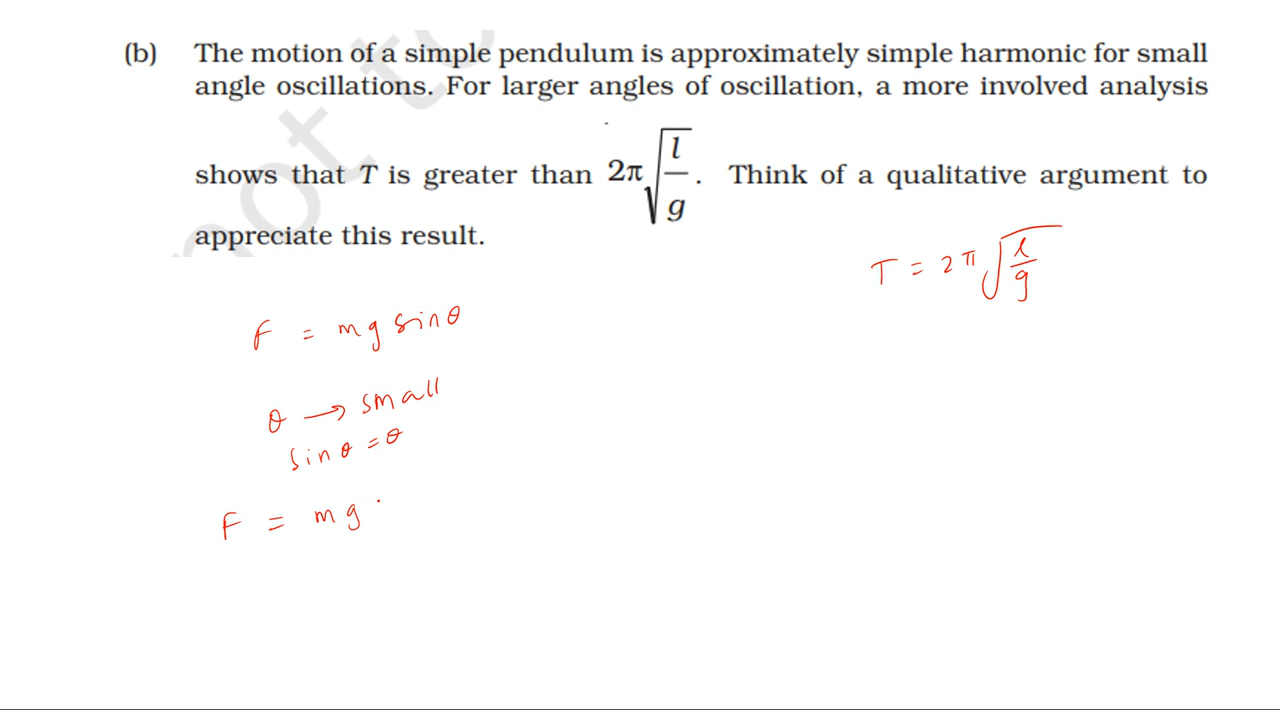 (b) The motion of a simple pendulum is approximately simple harmonic for small
angle oscillations. For larger angles of oscillation, a more involved analysis
shows that T is greater than 2π√(l/g). Think of a qualitative argument to
appreciate this result.
T = 2π√(l/g)
F = mg sinθ
θ → small
sinθ = θ
F = mg
not to